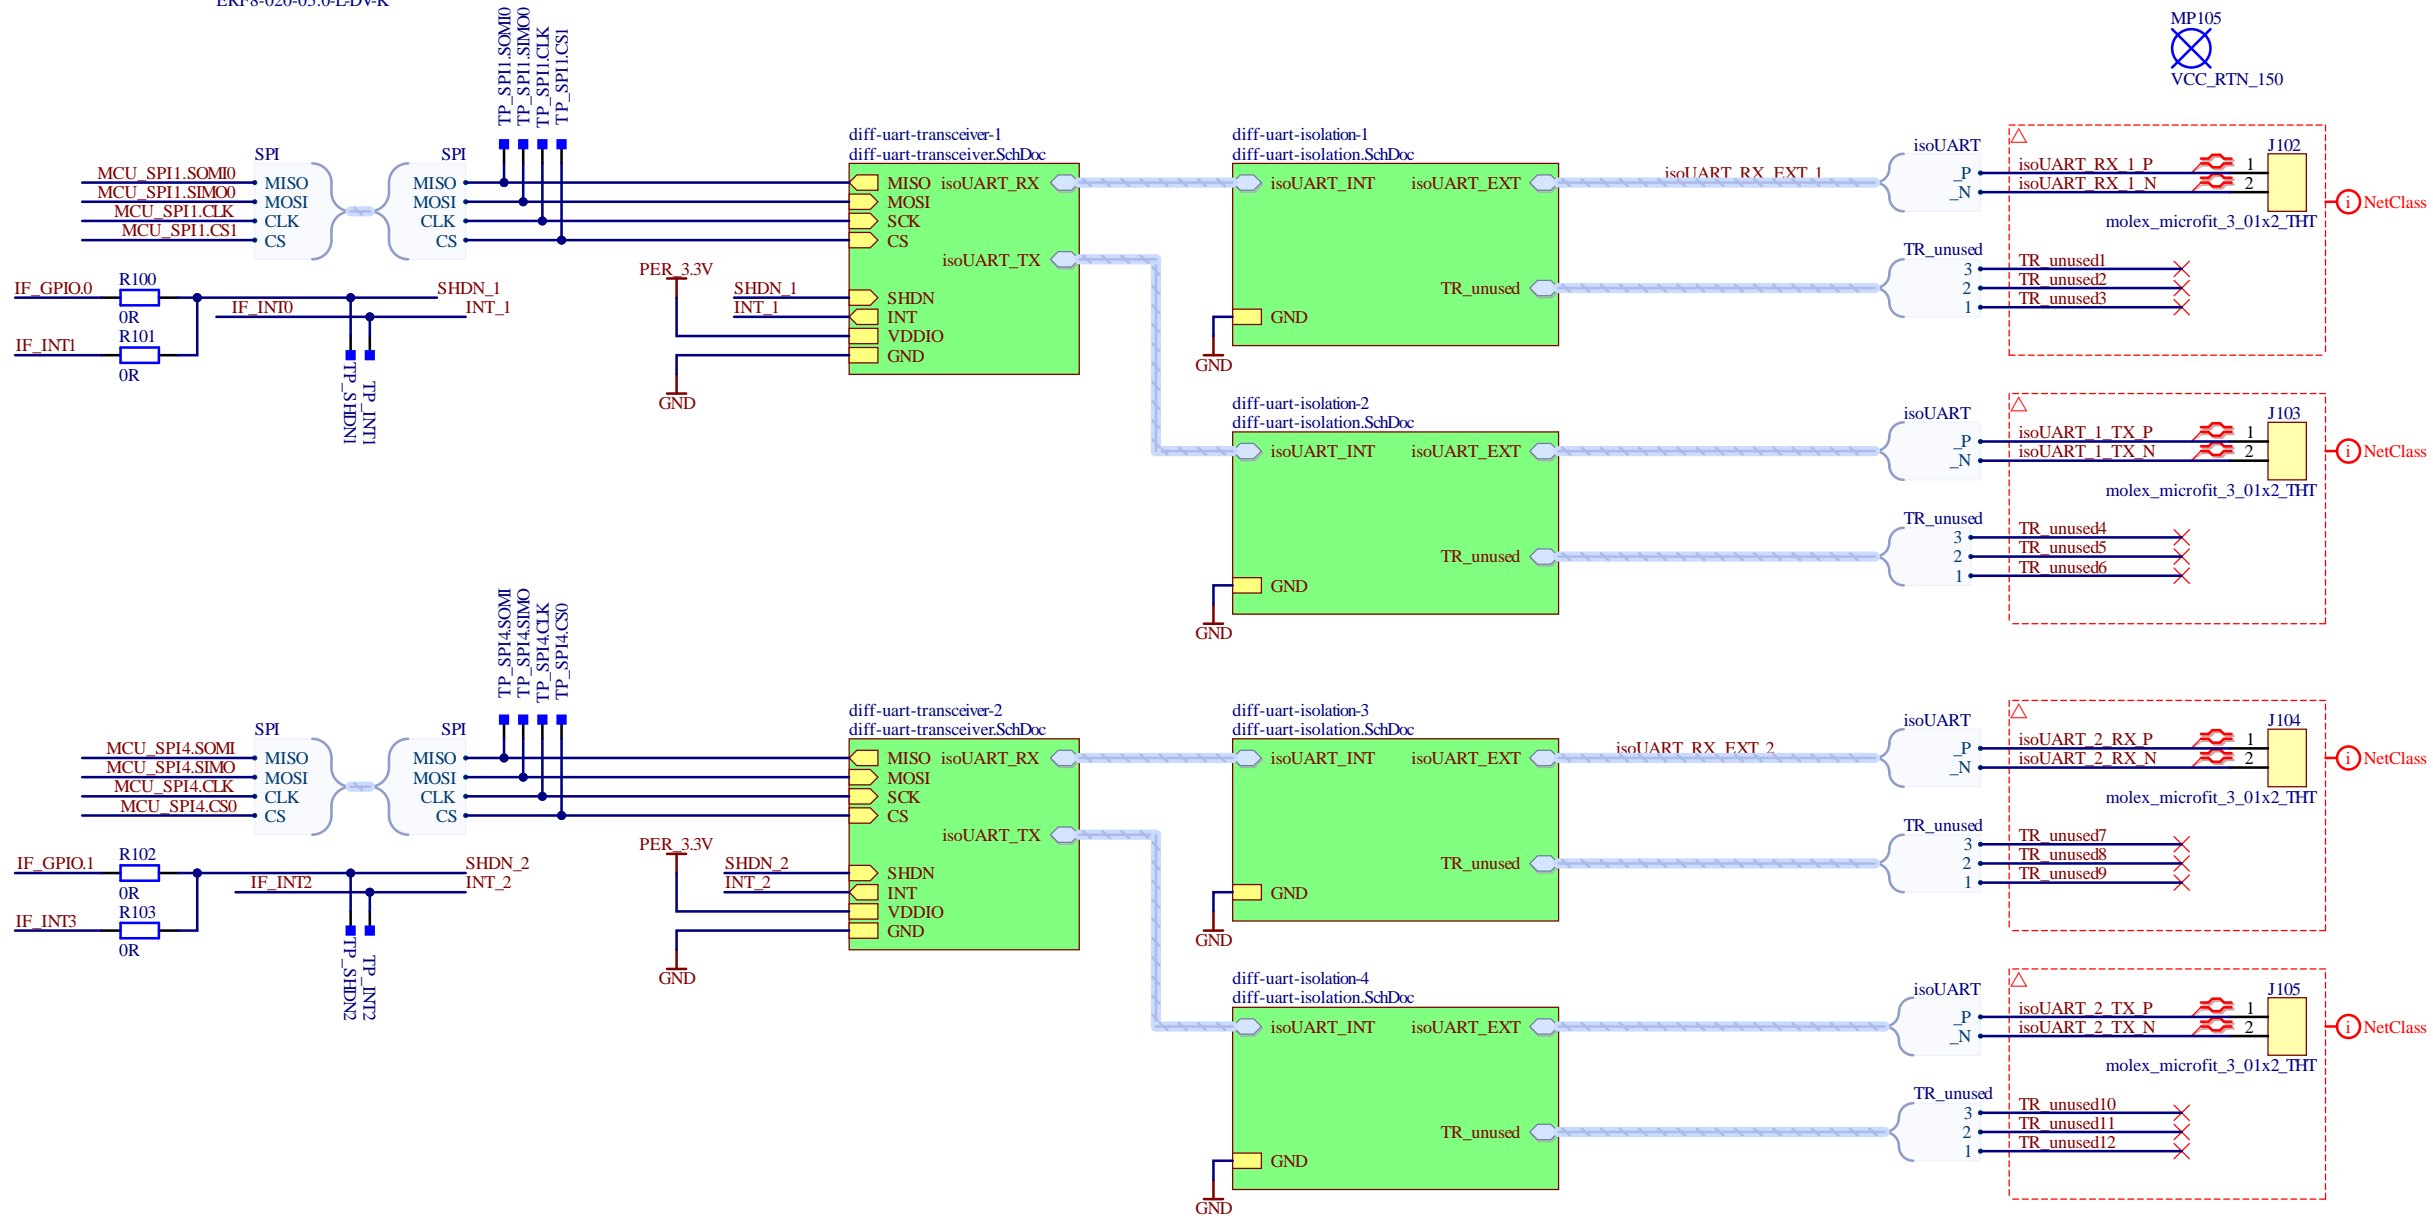 ERF8-020-05.0-L-DV-K
MP105
VCC_RTN_150
TP_SPI1.SOMI0
TP_SPI1.SIMO0
TP_SPI1.CLK
TP_SPI1.CS1
SPI
MCU_SPI1.SOMI0
MCU_SPI1.SIMO0
MCU_SPI1.CLK
MCU_SPI1.CS1
MISO
MOSI
CLK
CS
SPI
MISO
MOSI
CLK
CS
IF_GPIO.0
R100
0R
IF_INT1
R101
0R
IF_INT0
SHDN_1
INT_1
TP_SHDN1
TP_INT1
PER_3.3V
SHDN_1
INT_1
GND
diff-uart-transceiver-1
diff-uart-transceiver.SchDoc
MISO
MOSI
SCK
CS
SHDN
INT
VDDIO
GND
isoUART_RX
isoUART_TX
diff-uart-isolation-1
diff-uart-isolation.SchDoc
isoUART_INT
isoUART_EXT
TR_unused
GND
GND
isoUART_RX_EXT_1
isoUART
_P
_N
isoUART_RX_1_P
isoUART_RX_1_N
1
2
J102
molex_microfit_3_01x2_THT
NetClass
TR_unused
3
2
1
TR_unused1
TR_unused2
TR_unused3
diff-uart-isolation-2
diff-uart-isolation.SchDoc
isoUART_INT
isoUART_EXT
TR_unused
GND
GND
isoUART
_P
_N
isoUART_1_TX_P
isoUART_1_TX_N
1
2
J103
molex_microfit_3_01x2_THT
NetClass
TR_unused
3
2
1
TR_unused4
TR_unused5
TR_unused6
TP_SPI4.SOMI
TP_SPI4.SIMO
TP_SPI4.CLK
TP_SPI4.CS0
SPI
MCU_SPI4.SOMI
MCU_SPI4.SIMO
MCU_SPI4.CLK
MCU_SPI4.CS0
MISO
MOSI
CLK
CS
SPI
MISO
MOSI
CLK
CS
IF_GPIO.1
R102
0R
IF_INT3
R103
0R
IF_INT2
SHDN_2
INT_2
TP_SHDN2
TP_INT2
PER_3.3V
SHDN_2
INT_2
GND
diff-uart-transceiver-2
diff-uart-transceiver.SchDoc
MISO
MOSI
SCK
CS
SHDN
INT
VDDIO
GND
isoUART_RX
isoUART_TX
diff-uart-isolation-3
diff-uart-isolation.SchDoc
isoUART_INT
isoUART_EXT
TR_unused
GND
GND
isoUART_RX_EXT_2
isoUART
_P
_N
isoUART_2_RX_P
isoUART_2_RX_N
1
2
J104
molex_microfit_3_01x2_THT
NetClass
TR_unused
3
2
1
TR_unused7
TR_unused8
TR_unused9
diff-uart-isolation-4
diff-uart-isolation.SchDoc
isoUART_INT
isoUART_EXT
TR_unused
GND
GND
isoUART
_P
_N
isoUART_2_TX_P
isoUART_2_TX_N
1
2
J105
molex_microfit_3_01x2_THT
NetClass
TR_unused
3
2
1
TR_unused10
TR_unused11
TR_unused12